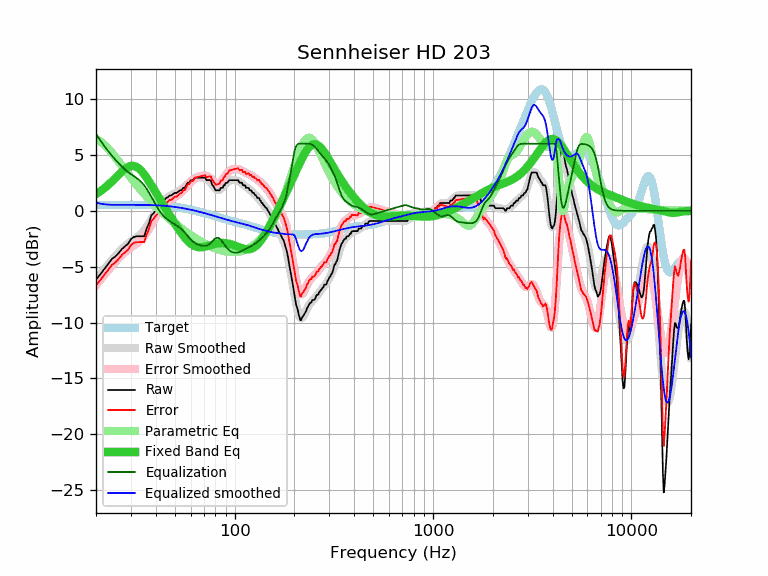 Sennheiser HD 203
Amplitude (dBr)
10
5
0
−5
−10
−15
−20
−25
Target
Raw Smoothed
Error Smoothed
Raw
Error
Parametric Eq
Fixed Band Eq
Equalization
Equalized smoothed
100 1000 10000
Frequency (Hz)